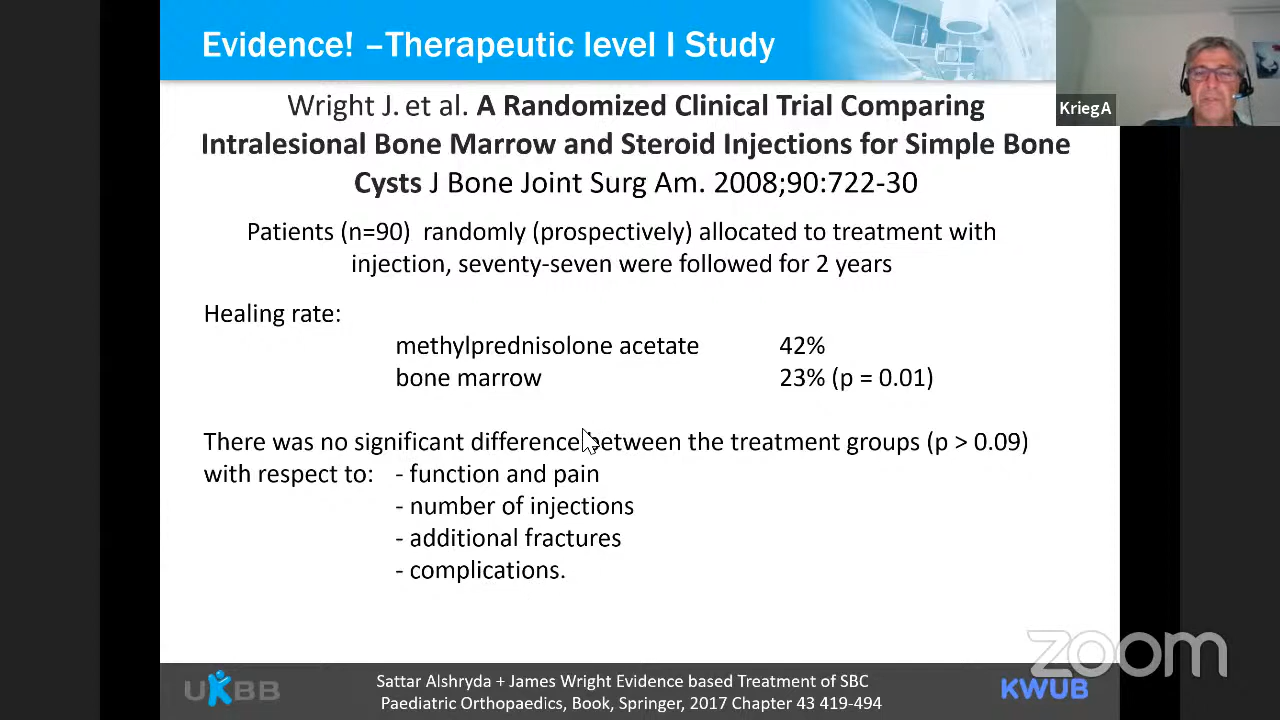 Evidence! –Therapeutic level I Study
Wright J. et al. A Randomized Clinical Trial Comparing
Intralesional Bone Marrow and Steroid Injections for Simple Bone
Cysts J Bone Joint Surg Am. 2008;90:722-30
KriegA
Patients (n=90) randomly (prospectively) allocated to treatment with
injection, seventy-seven were followed for 2 years
Healing rate:
methylprednisolone acetate 42%
bone marrow 23% (p = 0.01)
There was no significant difference between the treatment groups (p > 0.09)
with respect to: - function and pain
- number of injections
- additional fractures
- complications.
zoom
UKBB
Sattar Alshryda + James Wright Evidence based Treatment of SBC
Paediatric Orthopaedics, Book, Springer, 2017 Chapter 43 419-494
KWUB